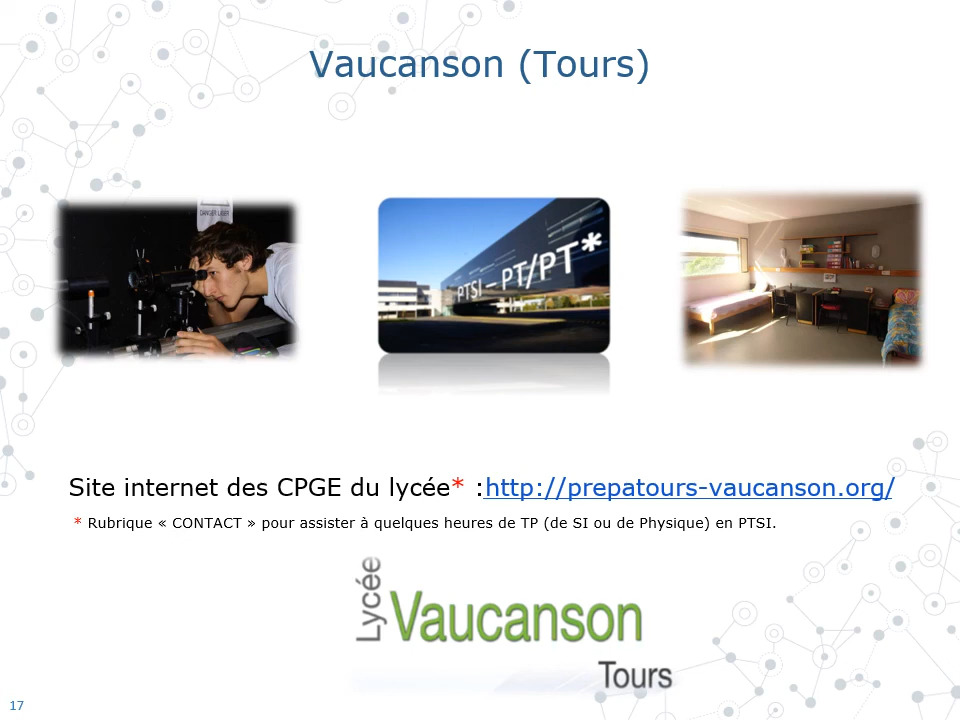 Vaucanson (Tours)
DANGER LASER
PTSI – PT/PT*
Site internet des CPGE du lycée* :http://prepatours-vaucanson.org/
* Rubrique « CONTACT » pour assister à quelques heures de TP (de SI ou de Physique) en PTSI.
Lycée
Vaucanson
Tours
17